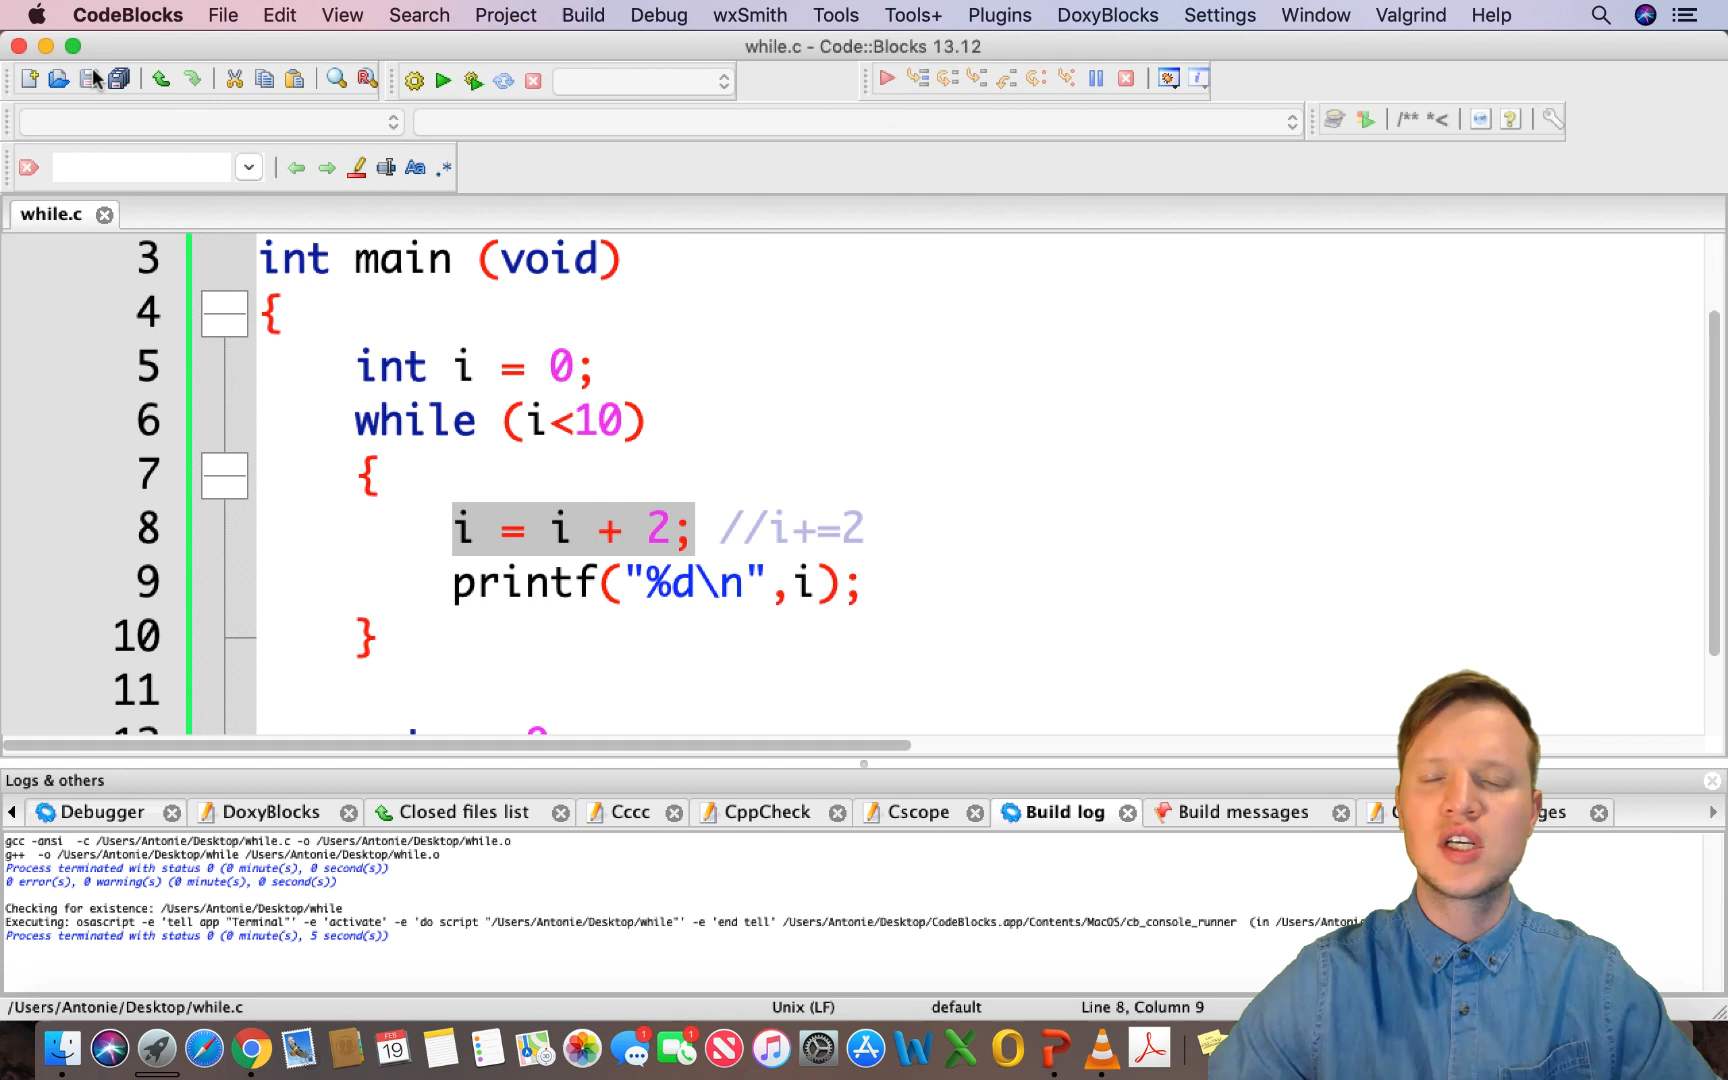 CodeBlocks File Edit View Search Project Build Debug wxSmith Tools Tools+ Plugins DoxyBlocks Settings Window Valgrind Help
while.c - Code::Blocks 13.12
/** *<
Aa .*
while.c
3 int main (void)
4 {
5 int i = 0;
6 while (i<10)
7 {
8 i = i + 2; //i+=2
9 printf("%d\n",i);
10 }
11
Logs & others
Debugger DoxyBlocks Closed files list Cccc CppCheck Cscope Build log Build messages
gcc -ansi -c /Users/Antonie/Desktop/while.c -o /Users/Antonie/Desktop/while.o
g++ -o /Users/Antonie/Desktop/while /Users/Antonie/Desktop/while.o
Process terminated with status 0 (0 minute(s), 0 second(s))
0 error(s), 0 warning(s) (0 minute(s), 0 second(s))
Checking for existence: /Users/Antonie/Desktop/while
Executing: osascript -e 'tell app "Terminal"' -e 'activate' -e 'do script "/Users/Antonie/Desktop/while"' -e 'end tell' /Users/Antonie/Desktop/CodeBlocks.app/Contents/MacOS/cb_console_runner (in /Users/Antonie
Process terminated with status 0 (0 minute(s), 5 second(s))
/Users/Antonie/Desktop/while.c Unix (LF) default Line 8, Column 9
FEB
19
1 1